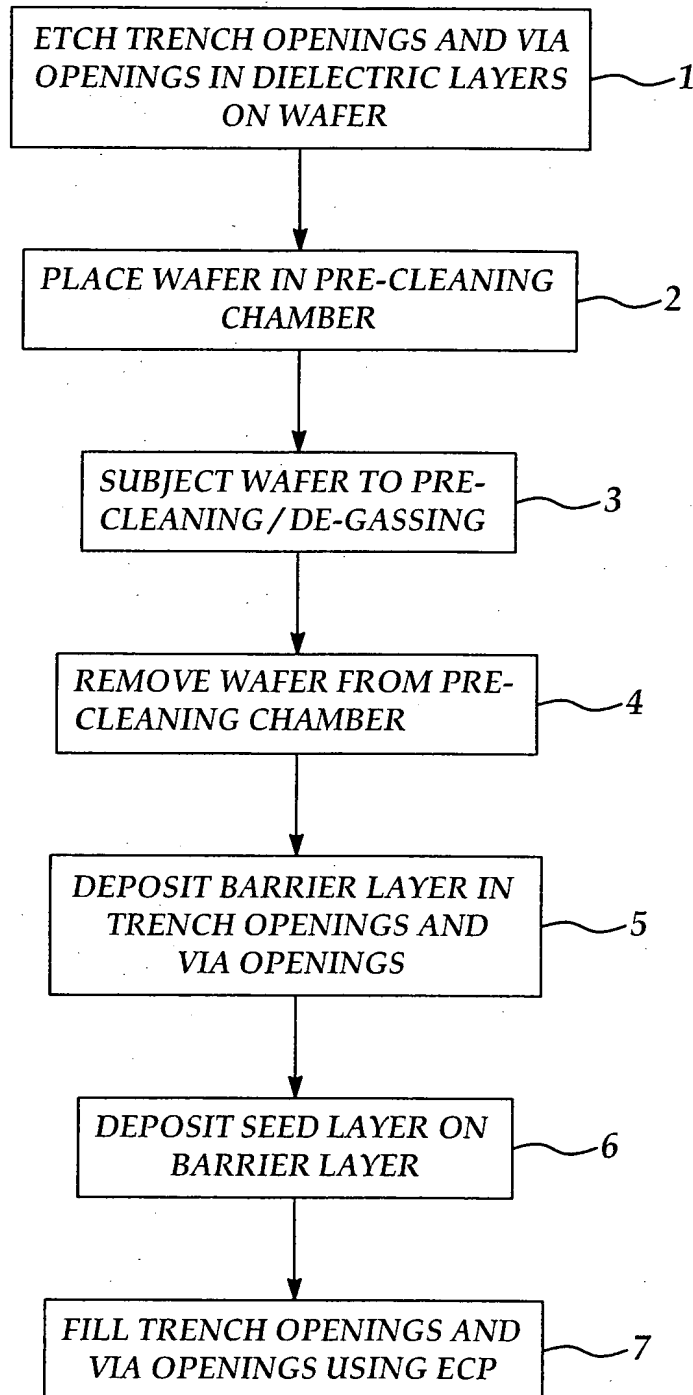 ETCH TRENCH OPENINGS AND VIA
OPENINGS IN DIELECTRIC LAYERS
ON WAFER
1
PLACE WAFER IN PRE-CLEANING
CHAMBER
2
SUBJECT WAFER TO PRE-
CLEANING / DE-GASSING
3
REMOVE WAFER FROM PRE-
CLEANING CHAMBER
4
DEPOSIT BARRIER LAYER IN
TRENCH OPENINGS AND
VIA OPENINGS
5
DEPOSIT SEED LAYER ON
BARRIER LAYER
6
FILL TRENCH OPENINGS AND
VIA OPENINGS USING ECP
7